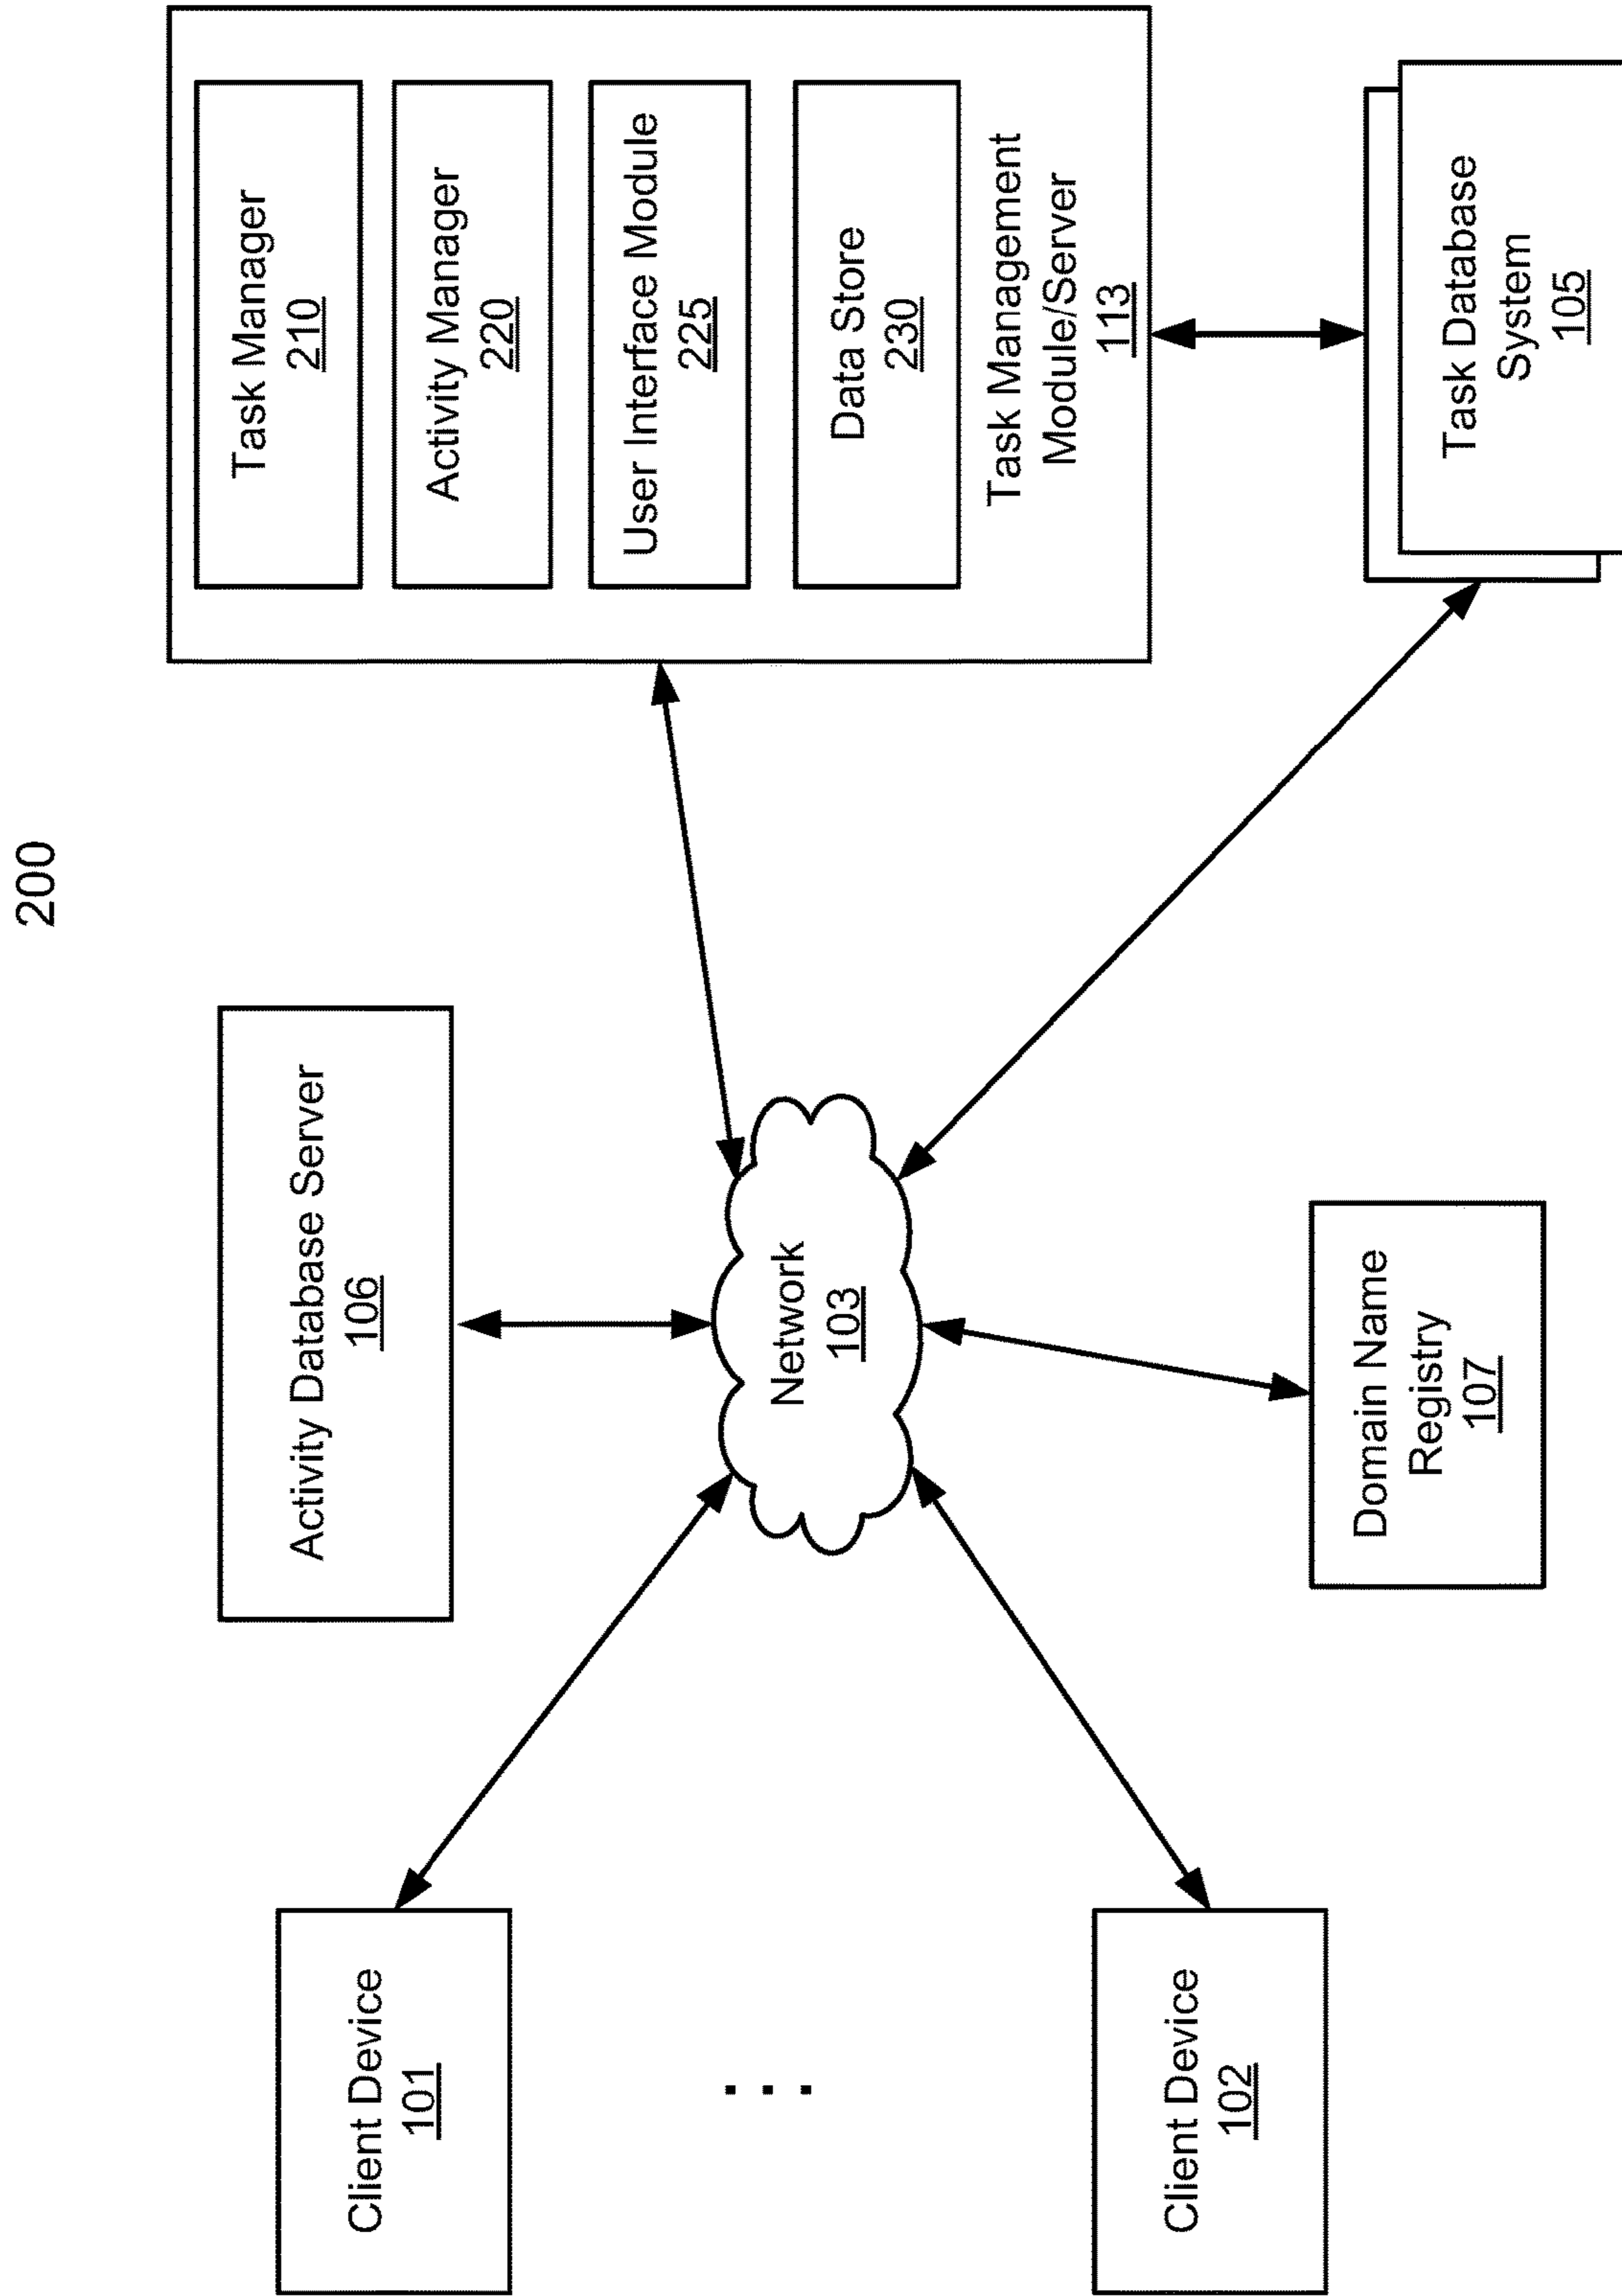 200
Client Device
101
. . .
Client Device
102
Activity Database Server
106
Network
103
Domain Name
Registry
107
Task Manager
210
Activity Manager
220
User Interface Module
225
Data Store
230
Task Management
Module/Server
113
Task Database
System
105